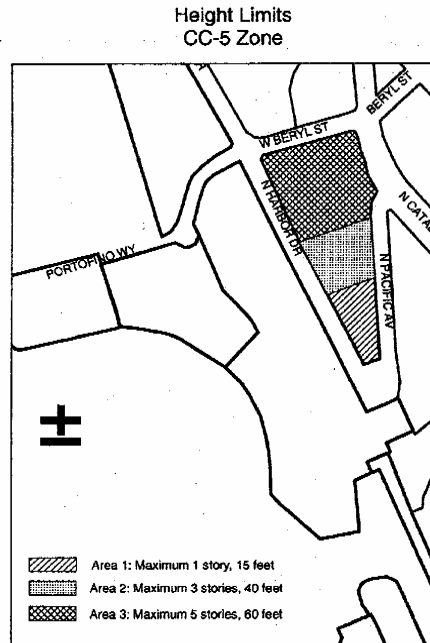 Height Limits
CC-5 Zone
BERYL ST
W BERYL ST
N HARBOR DR
N CATA
PORTOFINO WY
N PACIFIC AV
Area 1: Maximum 1 story, 15 feet
Area 2: Maximum 3 stories, 40 feet
Area 3: Maximum 5 stories, 60 feet